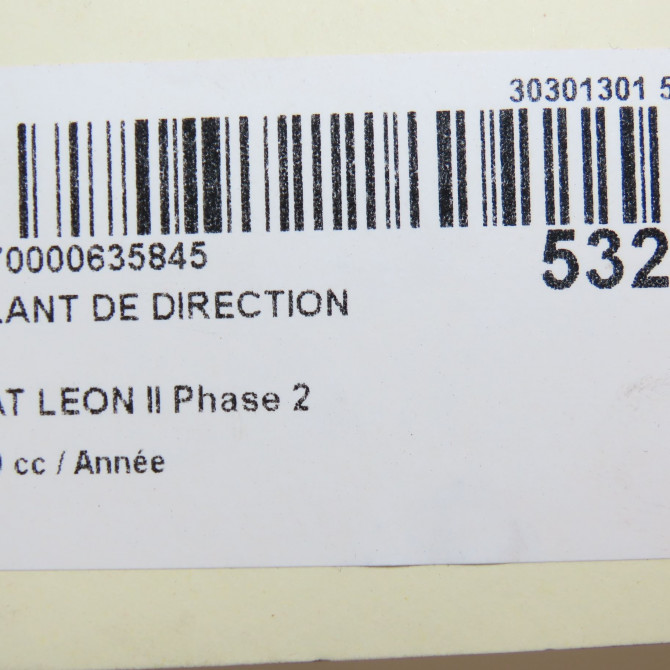 30301301 5
70000635845
532
LANT DE DIRECTION
AT LEON II Phase 2
cc / Année